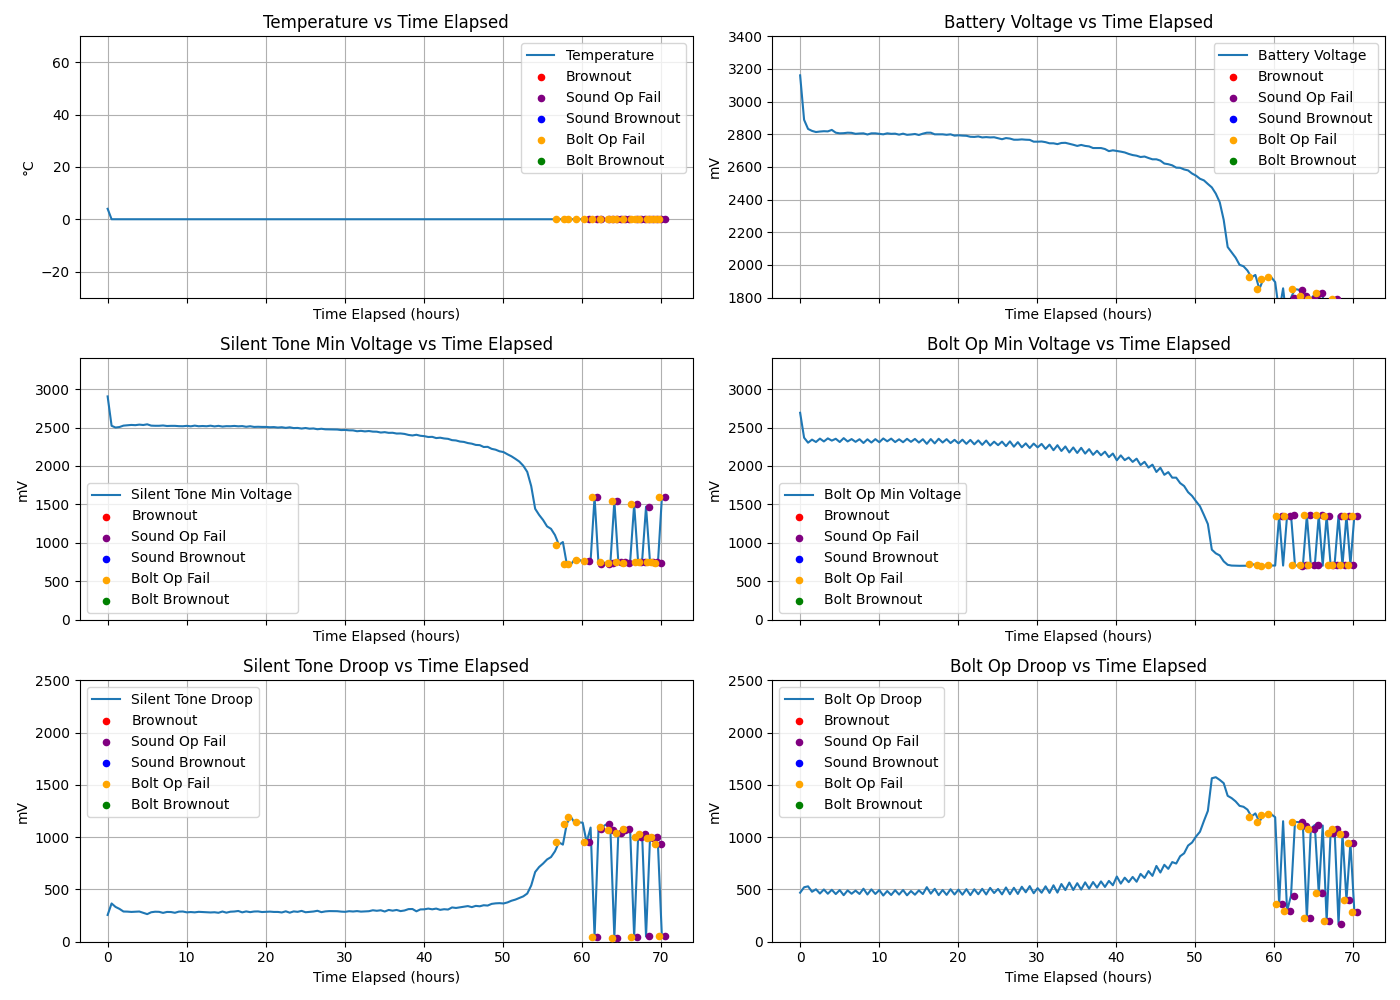 Temperature vs Time Elapsed
60
40
20
0
−20
°C
Temperature
Brownout
Sound Op Fail
Sound Brownout
Bolt Op Fail
Bolt Brownout
Time Elapsed (hours)
Battery Voltage vs Time Elapsed
3400
3200
3000
2800
2600
2400
2200
2000
1800
mV
Battery Voltage
Brownout
Sound Op Fail
Sound Brownout
Bolt Op Fail
Bolt Brownout
Time Elapsed (hours)
Silent Tone Min Voltage vs Time Elapsed
3000
2500
2000
1500
1000
500
0
mV
Silent Tone Min Voltage
Brownout
Sound Op Fail
Sound Brownout
Bolt Op Fail
Bolt Brownout
Time Elapsed (hours)
Bolt Op Min Voltage vs Time Elapsed
3000
2500
2000
1500
1000
500
0
mV
Bolt Op Min Voltage
Brownout
Sound Op Fail
Sound Brownout
Bolt Op Fail
Bolt Brownout
Time Elapsed (hours)
Silent Tone Droop vs Time Elapsed
2500
2000
1500
1000
500
0
mV
Silent Tone Droop
Brownout
Sound Op Fail
Sound Brownout
Bolt Op Fail
Bolt Brownout
0 10 20 30 40 50 60 70
Time Elapsed (hours)
Bolt Op Droop vs Time Elapsed
2500
2000
1500
1000
500
0
mV
Bolt Op Droop
Brownout
Sound Op Fail
Sound Brownout
Bolt Op Fail
Bolt Brownout
0 10 20 30 40 50 60 70
Time Elapsed (hours)